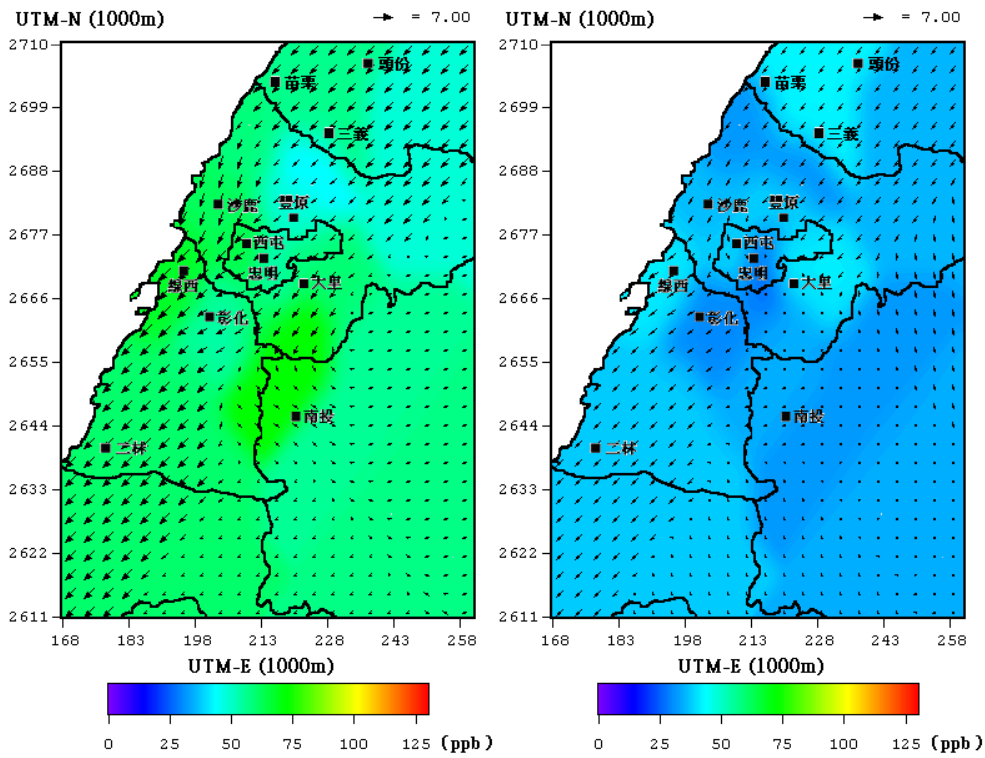 UTM-N (1000m) = 7.00
2710
2699
2688
2677
2666
2655
2644
2633
2622
2611
頭份
苗栗
三義
沙鹿
豐原
西屯
忠明
線西
大里
彰化
南投
二林
168 183 198 213 228 243 258
UTM-E (1000m)
0 25 50 75 100 125 (ppb)
UTM-N (1000m) = 7.00
2710
2699
2688
2677
2666
2655
2644
2633
2622
2611
頭份
苗栗
三義
沙鹿
豐原
西屯
忠明
線西
大里
彰化
南投
二林
168 183 198 213 228 243 258
UTM-E (1000m)
0 25 50 75 100 125 (ppb)